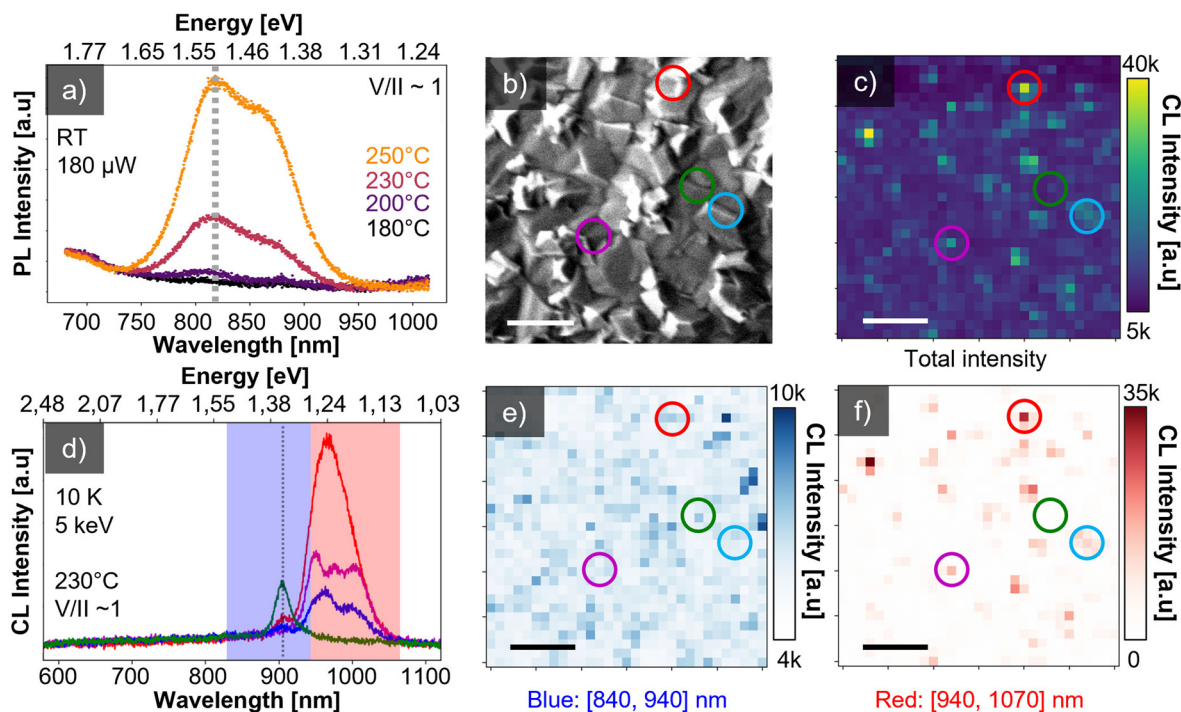 Energy [eV]
1.77 1.65 1.55 1.46 1.38 1.31 1.24
a)
V/II ~ 1
RT
180 µW
250°C
230°C
200°C
180°C
PL Intensity [a.u]
700 750 800 850 900 950 1000
Wavelength [nm]
b)
c)
40k
5k
CL Intensity [a.u]
Total intensity
Energy [eV]
2,48 2,07 1,77 1,55 1,38 1,24 1,13 1,03
d)
10 K
5 keV
230°C
V/II ~1
CL Intensity [a.u]
600 700 800 900 1000 1100
Wavelength [nm]
e)
10k
4k
CL Intensity [a.u]
Blue: [840, 940] nm
f)
35k
0
CL Intensity [a.u]
Red: [940, 1070] nm